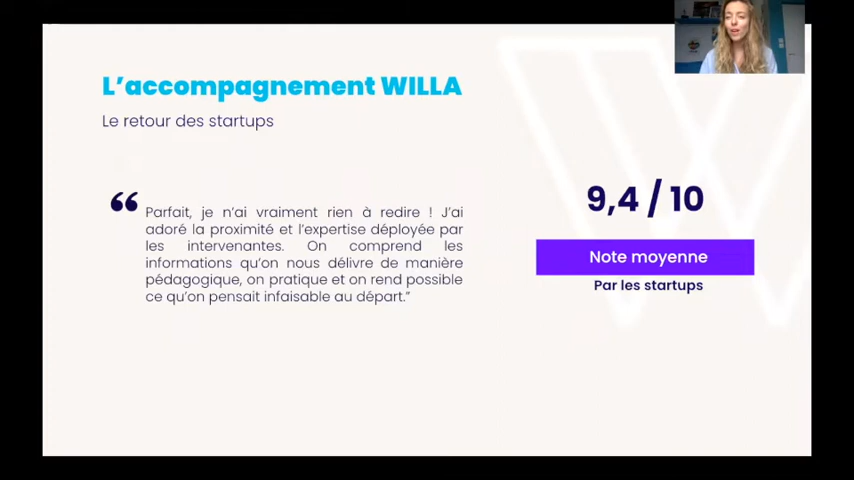 L’accompagnement WILLA
Le retour des startups
“
Parfait, je n’ai vraiment rien à redire ! J’ai
adoré la proximité et l’expertise déployée par
les intervenantes. On comprend les
informations qu’on nous délivre de manière
pédagogique, on pratique et on rend possible
ce qu’on pensait infaisable au départ.”
9,4 / 10
Note moyenne
Par les startups